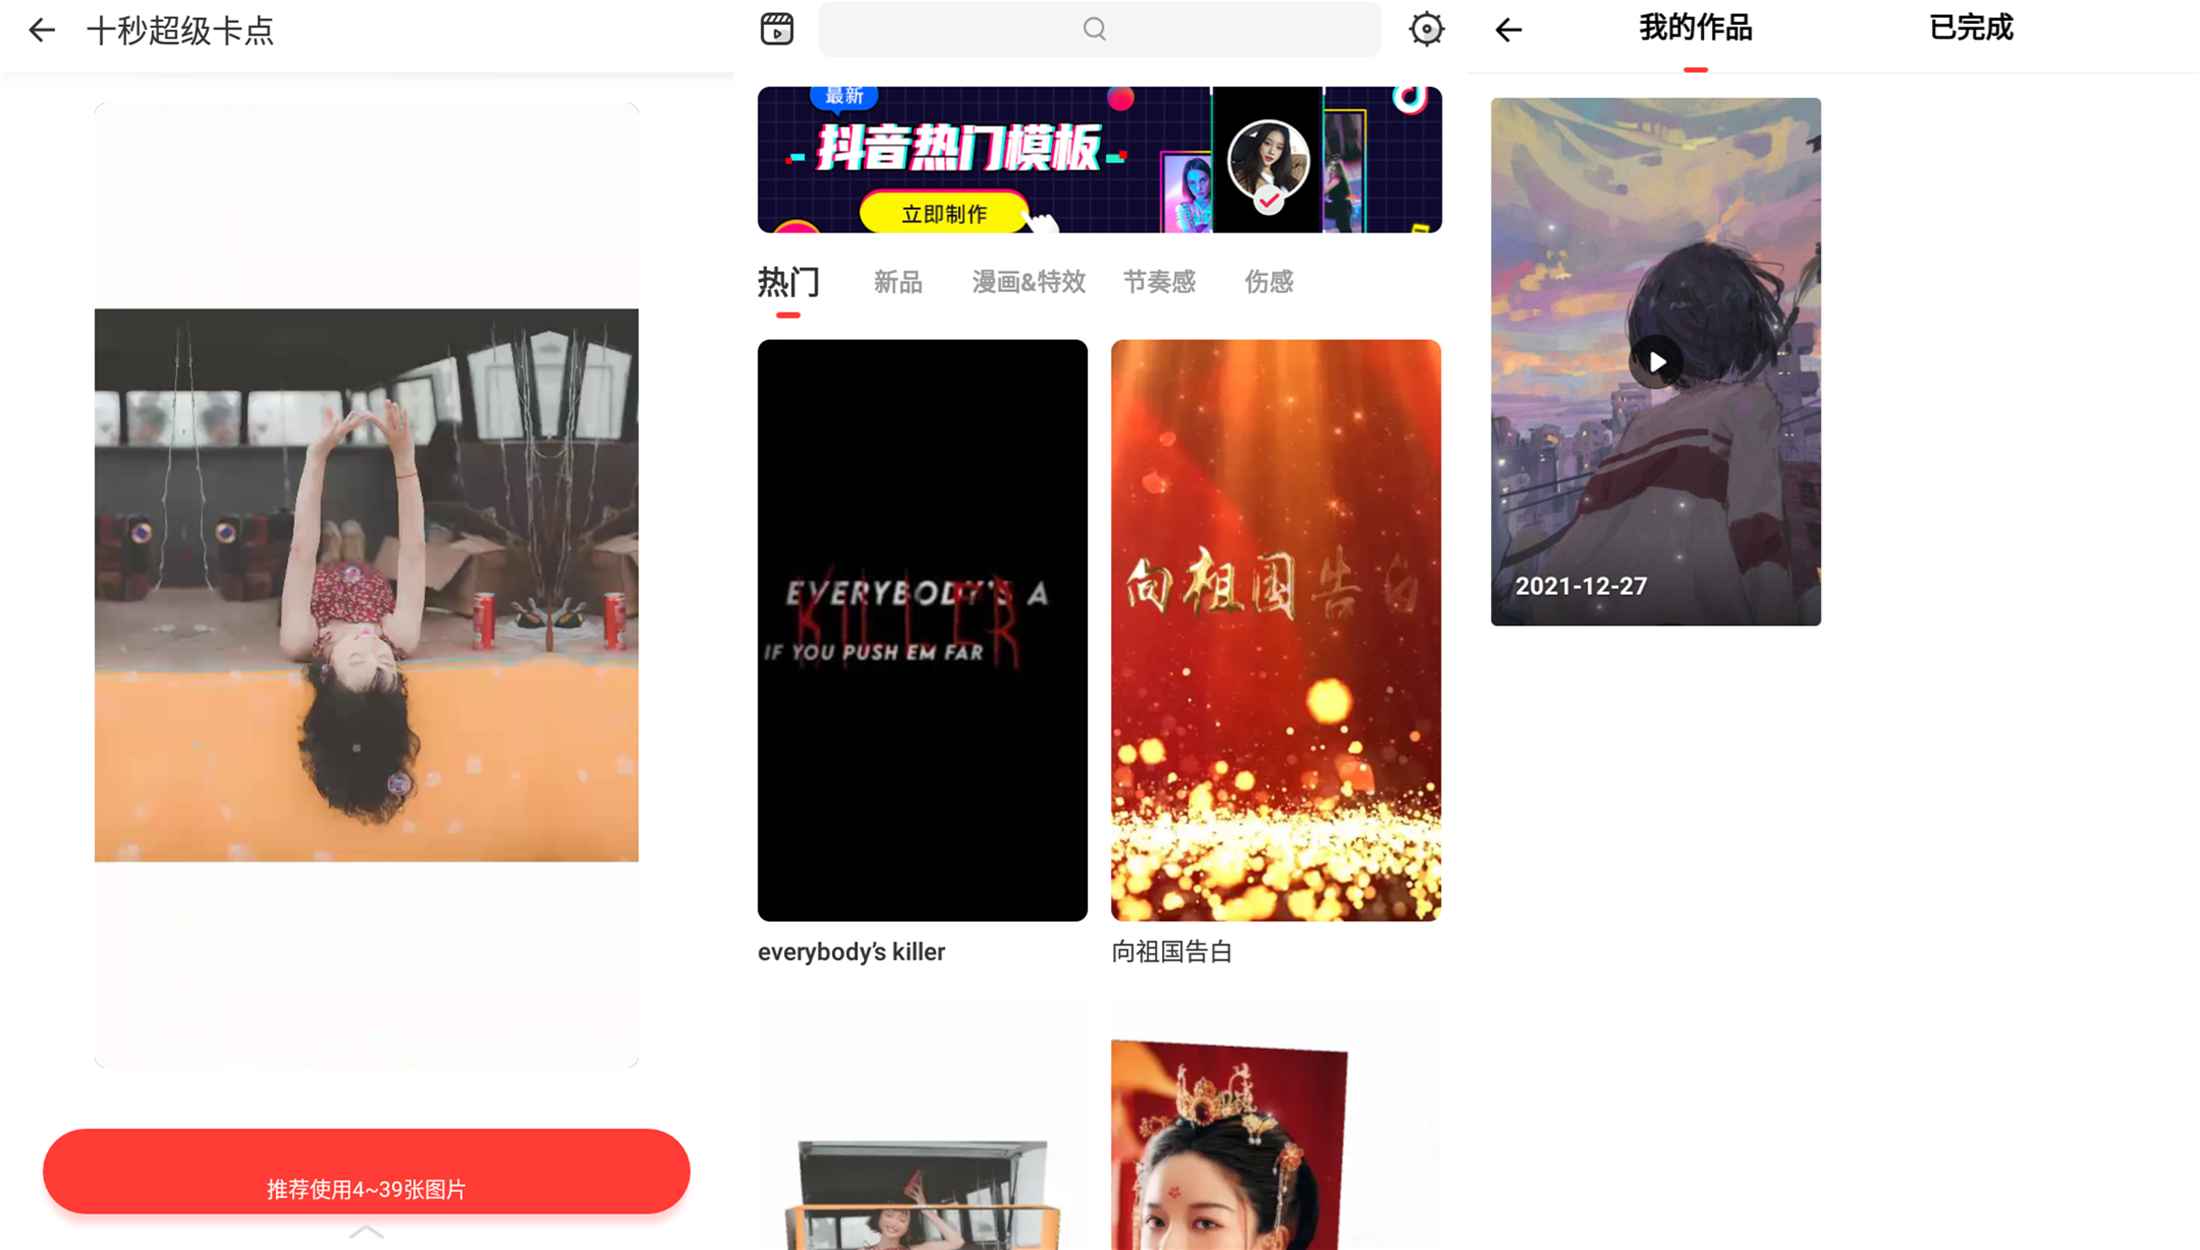 十秒超级卡点
推荐使用4~39张图片
最新
抖音热门模板
立即制作
热门
新品
漫画&特效
节奏感
伤感
EVERYBODY'S A
KILLER
IF YOU PUSH EM FAR
向祖国告白
everybody's killer
向祖国告白
我的作品
已完成
2021-12-27